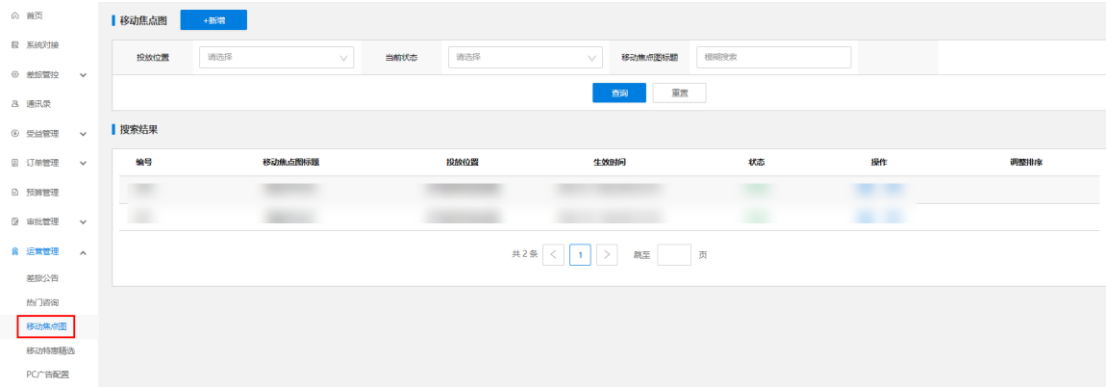 首页
系统对接
差旅管控
通讯录
受益管理
订单管理
预算管理
审批管理
运营管理
差旅公告
热门咨询
移动焦点图
移动特惠精选
PC广告配置
移动焦点图 +新增
投放位置 请选择 当前状态 请选择 移动焦点图标题 模糊搜索
查询 重置
搜索结果
编号 移动焦点图标题 投放位置 生效时间 状态 操作 调整排序
共 2 条 < 1 > 跳至 页